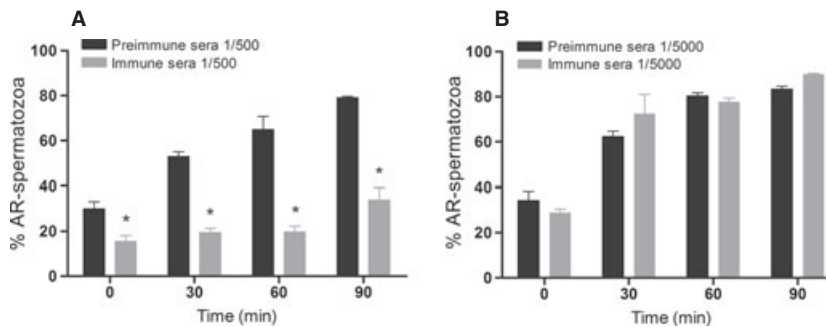 A
Preimmune sera 1/500
Immune sera 1/500
% AR-spermatozoa
100
80
60
40
20
0
*
*
*
*
0 30 60 90
Time (min)
B
Preimmune sera 1/5000
Immune sera 1/5000
% AR-spermatozoa
100
80
60
40
20
0
0 30 60 90
Time (min)